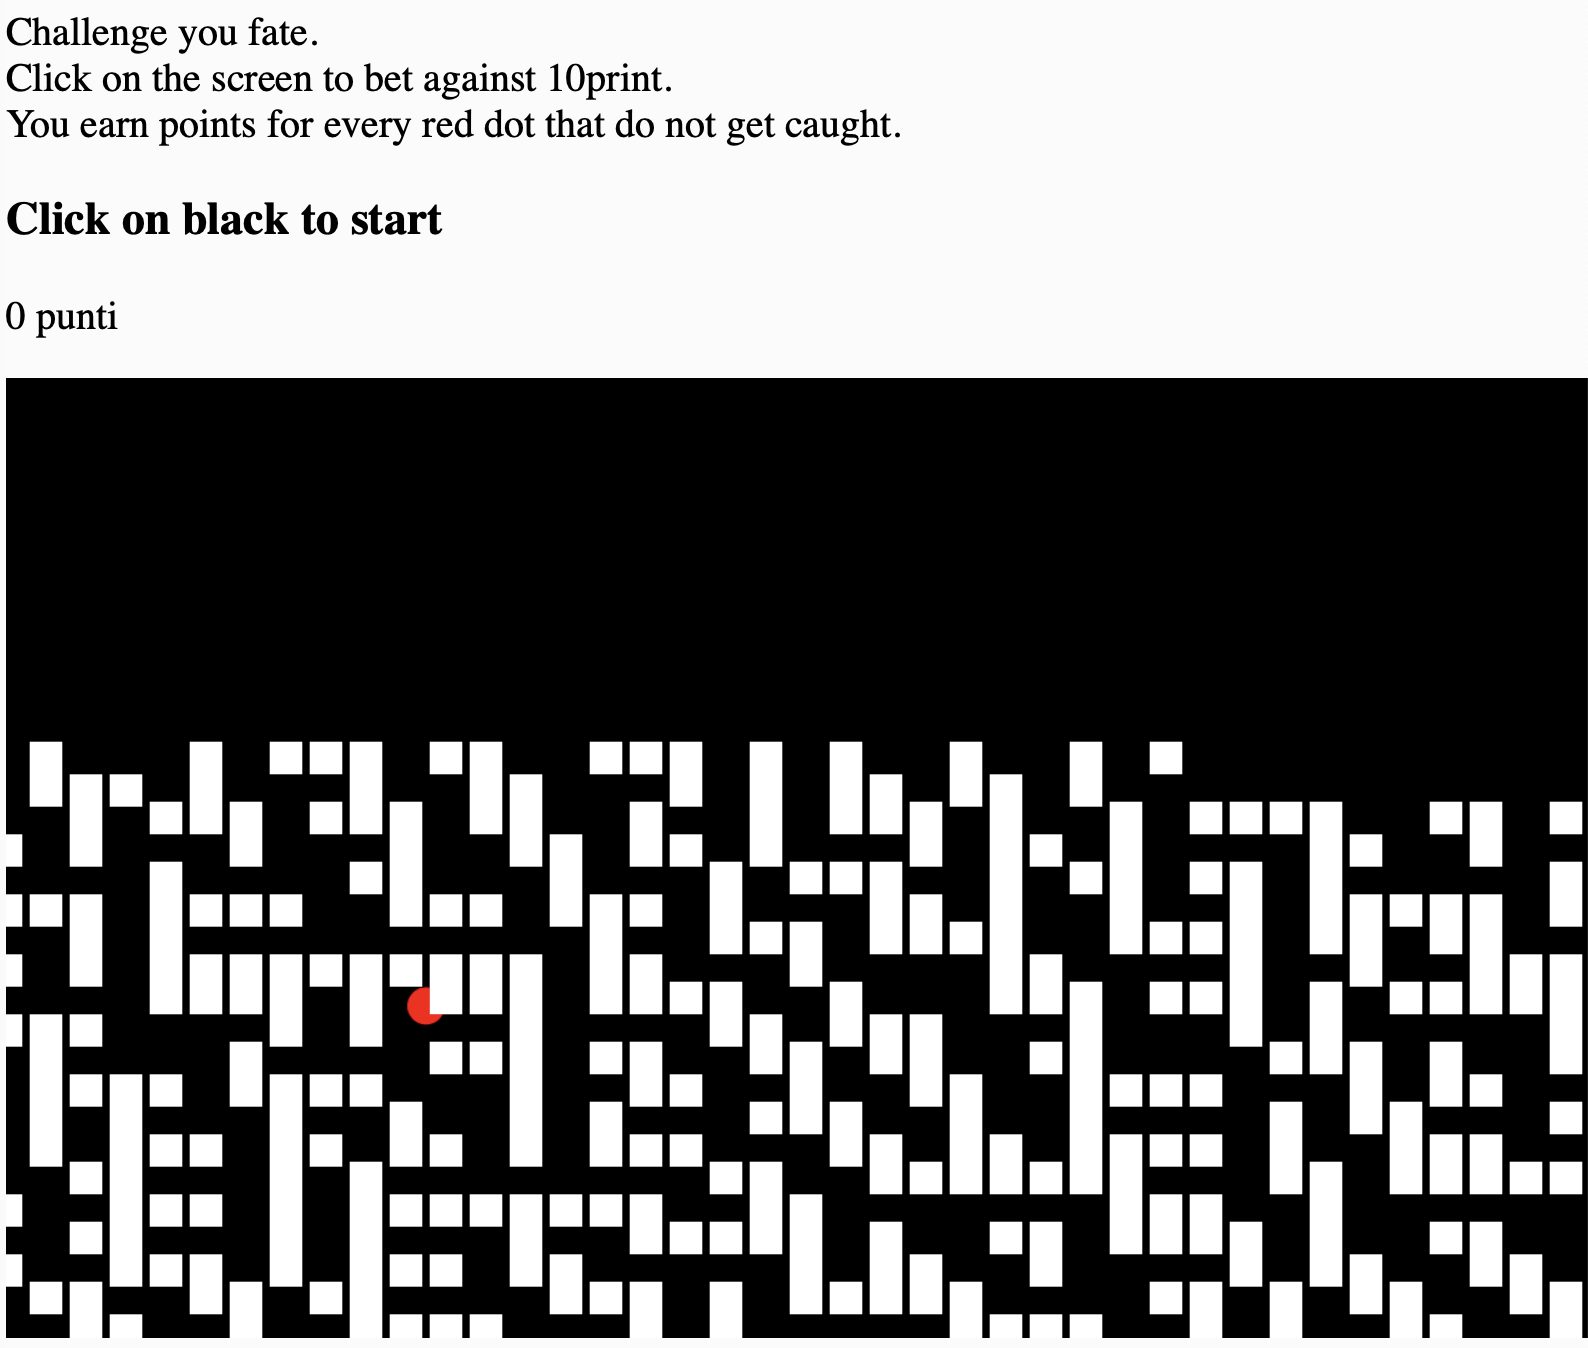 Challenge you fate.
Click on the screen to bet against 10print.
You earn points for every red dot that do not get caught.
Click on black to start
0 punti